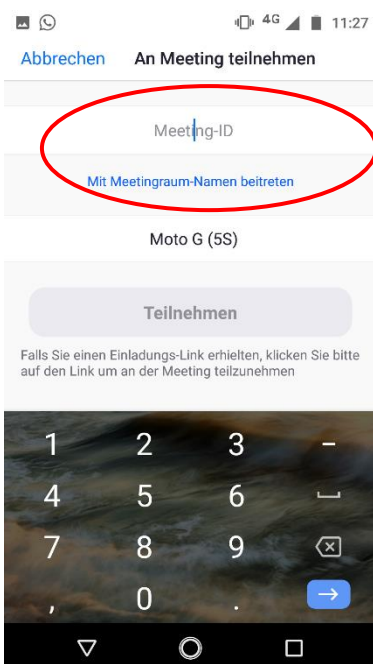 4G 11:27
Abbrechen An Meeting teilnehmen
Meeting-ID
Mit Meetingraum-Namen beitreten
Moto G (5S)
Teilnehmen
Falls Sie einen Einladungs-Link erhielten, klicken Sie bitte
auf den Link um an der Meeting teilzunehmen
1 2 3 –
4 5 6
7 8 9
, 0 .